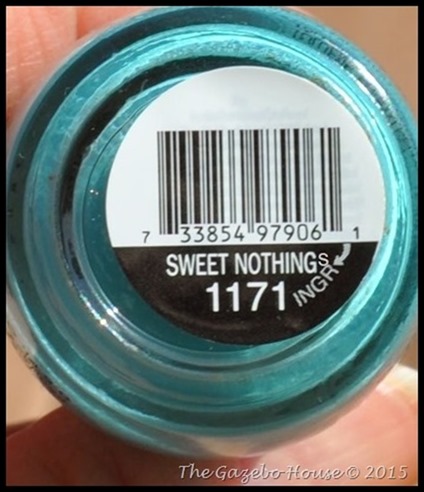 7 33854 97906 1
SWEET NOTHINGS
1171 INGR
The Gazebo House © 2015